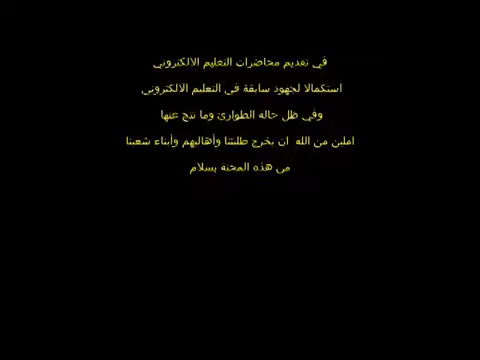 في تقديم محاضرات التعليم الالكتروني
استكمالا لجهود سابقة في التعليم الالكتروني
وفي ظل حالة الطوارئ وما نتج عنها
املين من الله ان يخرج طلبتنا وأهاليهم وأبناء شعبنا
من هذه المحنة بسلام